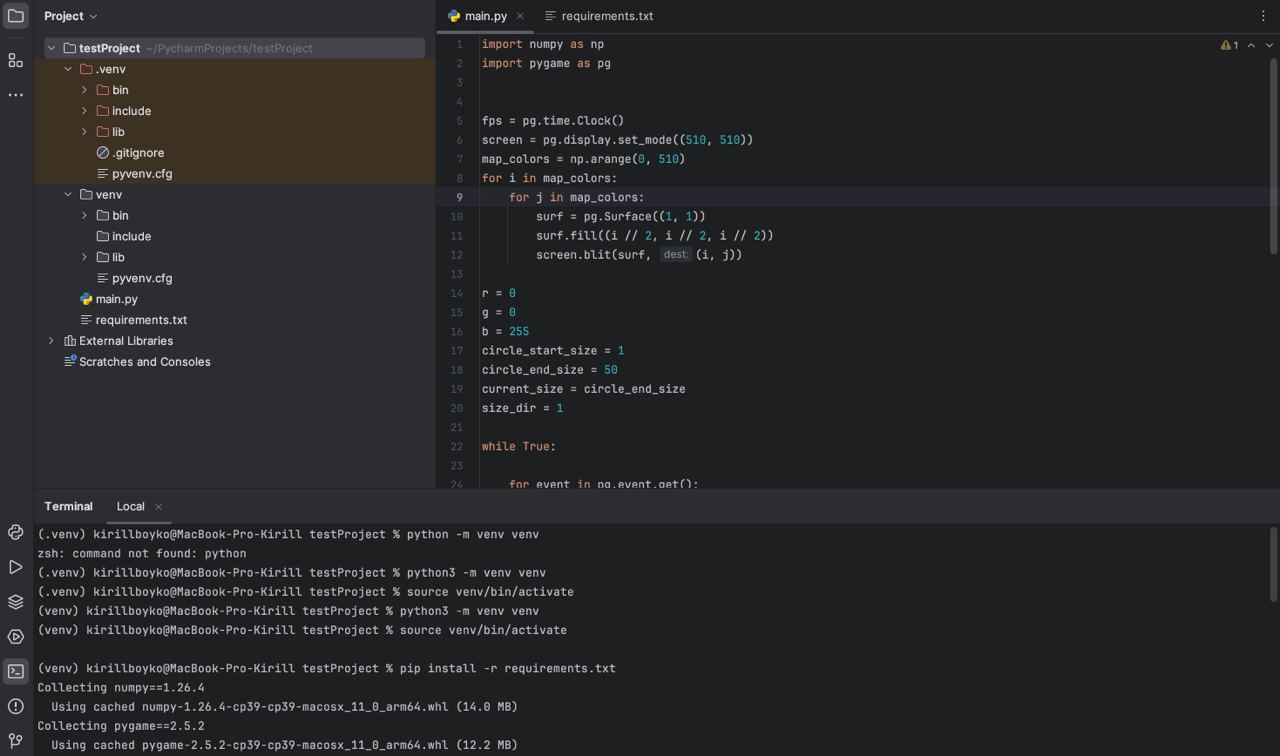 Project
testProject ~/PycharmProjects/testProject
.venv
bin
include
lib
.gitignore
pyvenv.cfg
venv
bin
include
lib
pyvenv.cfg
main.py
requirements.txt
External Libraries
Scratches and Consoles
main.py requirements.txt
1
1 import numpy as np
2 import pygame as pg
3
4
5 fps = pg.time.Clock()
6 screen = pg.display.set_mode((510, 510))
7 map_colors = np.arange(0, 510)
8 for i in map_colors:
9 for j in map_colors:
10 surf = pg.Surface((1, 1))
11 surf.fill((i // 2, i // 2, i // 2))
12 screen.blit(surf, dest: (i, j))
13
14 r = 0
15 g = 0
16 b = 255
17 circle_start_size = 1
18 circle_end_size = 50
19 current_size = circle_end_size
20 size_dir = 1
21
22 while True:
23
24 for event in pg.event.get():
Terminal Local
(.venv) kirillboyko@MacBook-Pro-Kirill testProject % python -m venv venv
zsh: command not found: python
(.venv) kirillboyko@MacBook-Pro-Kirill testProject % python3 -m venv venv
(.venv) kirillboyko@MacBook-Pro-Kirill testProject % source venv/bin/activate
(venv) kirillboyko@MacBook-Pro-Kirill testProject % python3 -m venv venv
(venv) kirillboyko@MacBook-Pro-Kirill testProject % source venv/bin/activate
(venv) kirillboyko@MacBook-Pro-Kirill testProject % pip install -r requirements.txt
Collecting numpy==1.26.4
Using cached numpy-1.26.4-cp39-cp39-macosx_11_0_arm64.whl (14.0 MB)
Collecting pygame==2.5.2
Using cached pygame-2.5.2-cp39-cp39-macosx_11_0_arm64.whl (12.2 MB)